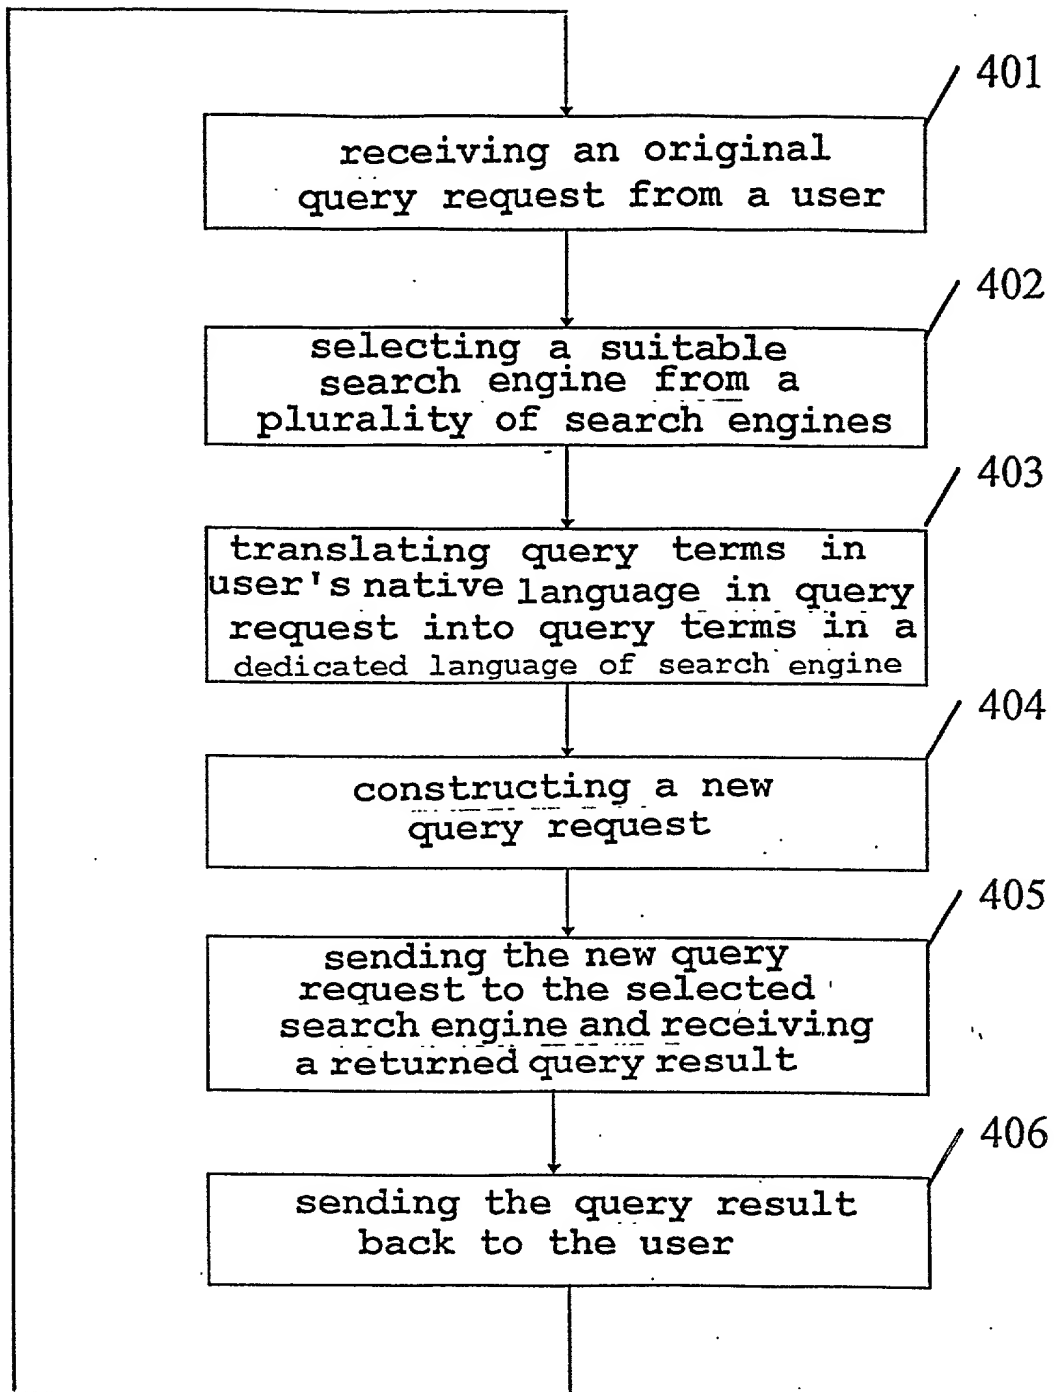 401
receiving an original
query request from a user
402
selecting a suitable
search engine from a
plurality of search engines
403
translating query terms in
user's native language in query
request into query terms in a
dedicated language of search engine
404
constructing a new
query request
405
sending the new query
request to the selected
search engine and receiving
a returned query result
406
sending the query result
back to the user